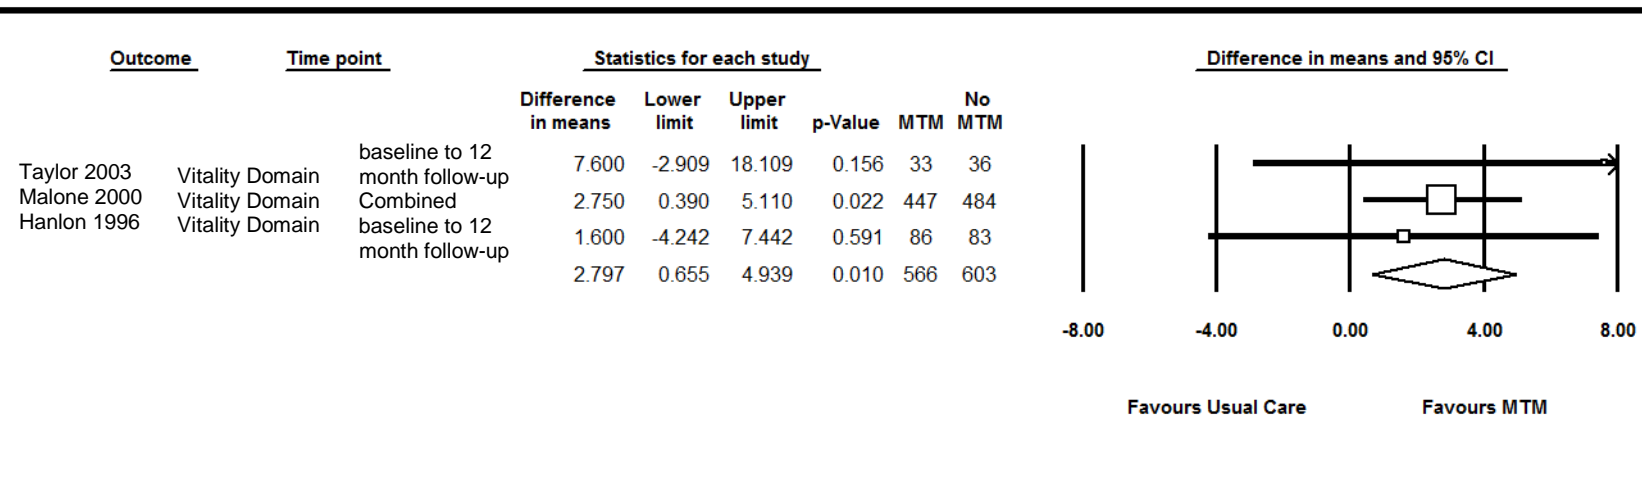 Outcome Time point Statistics for each study Difference in means and 95% CI
Difference Lower Upper No
in means limit limit p-Value MTM MTM
baseline to 12
Taylor 2003 Vitality Domain month follow-up 7.600 -2.909 18.109 0.156 33 36
Malone 2000 Vitality Domain Combined 2.750 0.390 5.110 0.022 447 484
Hanlon 1996 Vitality Domain baseline to 12
month follow-up 1.600 -4.242 7.442 0.591 86 83
2.797 0.655 4.939 0.010 566 603
-8.00 -4.00 0.00 4.00 8.00
Favours Usual Care Favours MTM